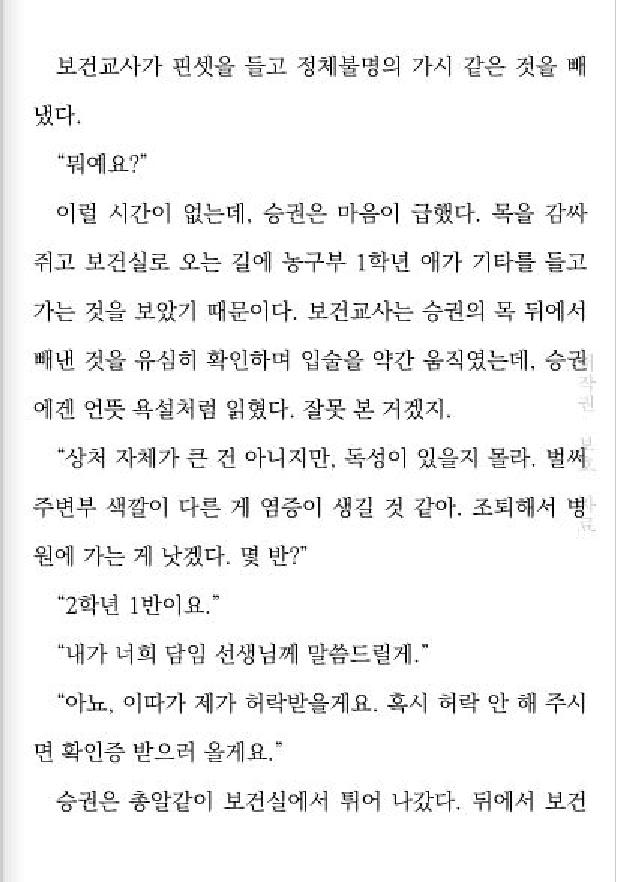 보건교사가 핀셋을 들고 정체불명의 가시 같은 것을 빼
냈다.
“뭐예요?”
이럴 시간이 없는데, 승권은 마음이 급했다. 목을 감싸
쥐고 보건실로 오는 길에 농구부 1학년 애가 기타를 들고
가는 것을 보았기 때문이다. 보건교사는 승권의 목 뒤에서
빼낸 것을 유심히 확인하며 입술을 약간 움직였는데, 승권
에겐 언뜻 욕설처럼 읽혔다. 잘못 본 거겠지.
“상처 자체가 큰 건 아니지만, 독성이 있을지 몰라. 벌써
주변부 색깔이 다른 게 염증이 생길 것 같아. 조퇴해서 병
원에 가는 게 낫겠다. 몇 반?”
“2학년 1반이요.”
“내가 너희 담임 선생님께 말씀드릴게.”
“아뇨, 이따가 제가 허락받을게요. 혹시 허락 안 해 주시
면 확인증 받으러 올게요.”
승권은 총알같이 보건실에서 튀어 나갔다. 뒤에서 보건